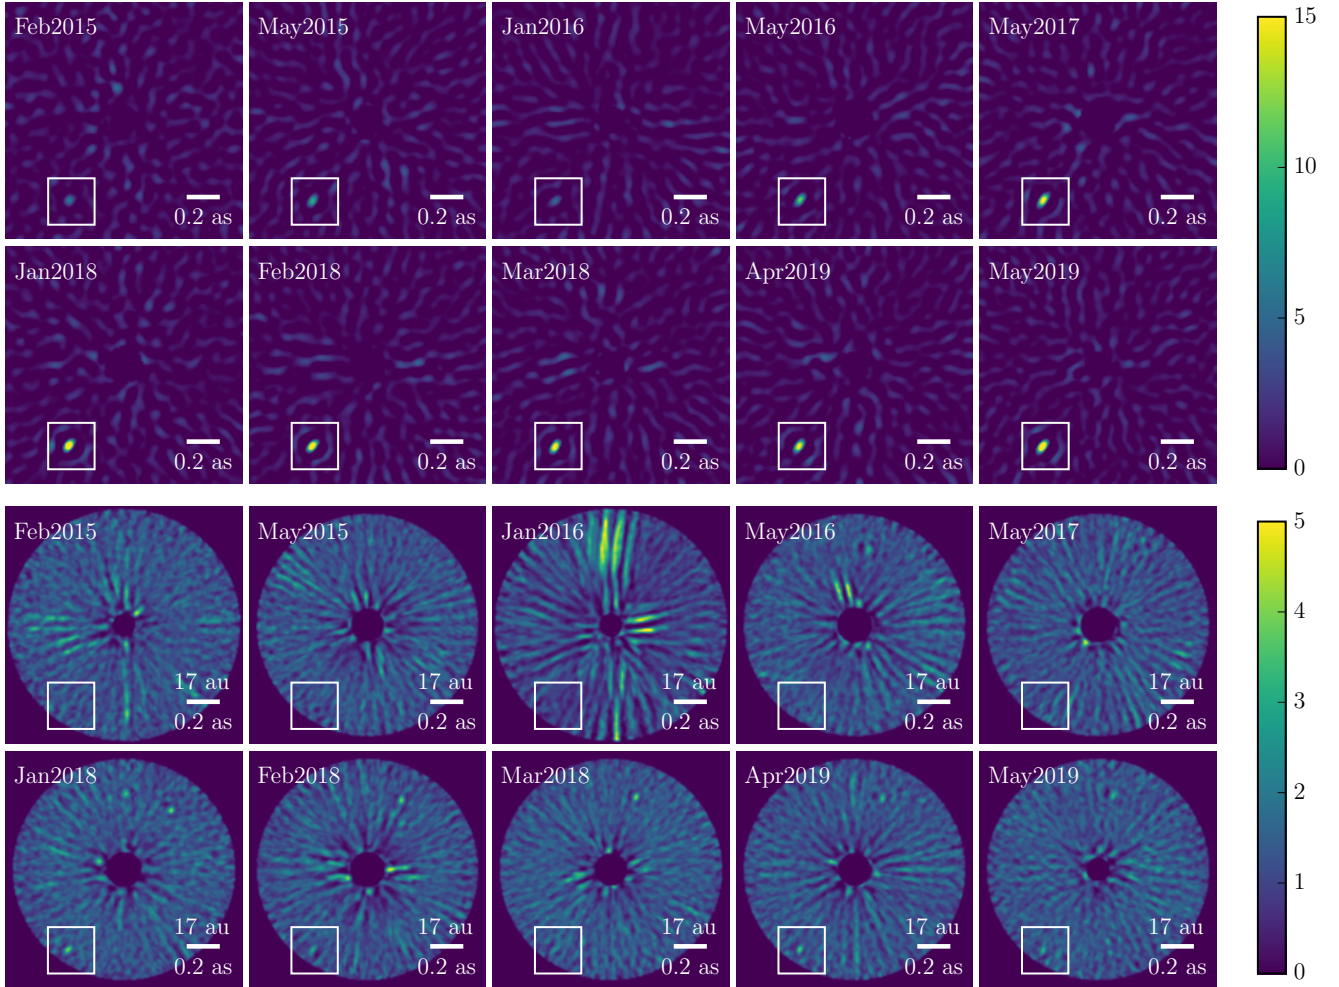 Feb2015 May2015 Jan2016 May2016 May2017
0.2 as 0.2 as 0.2 as 0.2 as 0.2 as
Jan2018 Feb2018 Mar2018 Apr2019 May2019
0.2 as 0.2 as 0.2 as 0.2 as 0.2 as
15
10
5
0
Feb2015 May2015 Jan2016 May2016 May2017
17 au 17 au 17 au 17 au 17 au
0.2 as 0.2 as 0.2 as 0.2 as 0.2 as
Jan2018 Feb2018 Mar2018 Apr2019 May2019
17 au 17 au 17 au 17 au 17 au
0.2 as 0.2 as 0.2 as 0.2 as 0.2 as
5
4
3
2
1
0